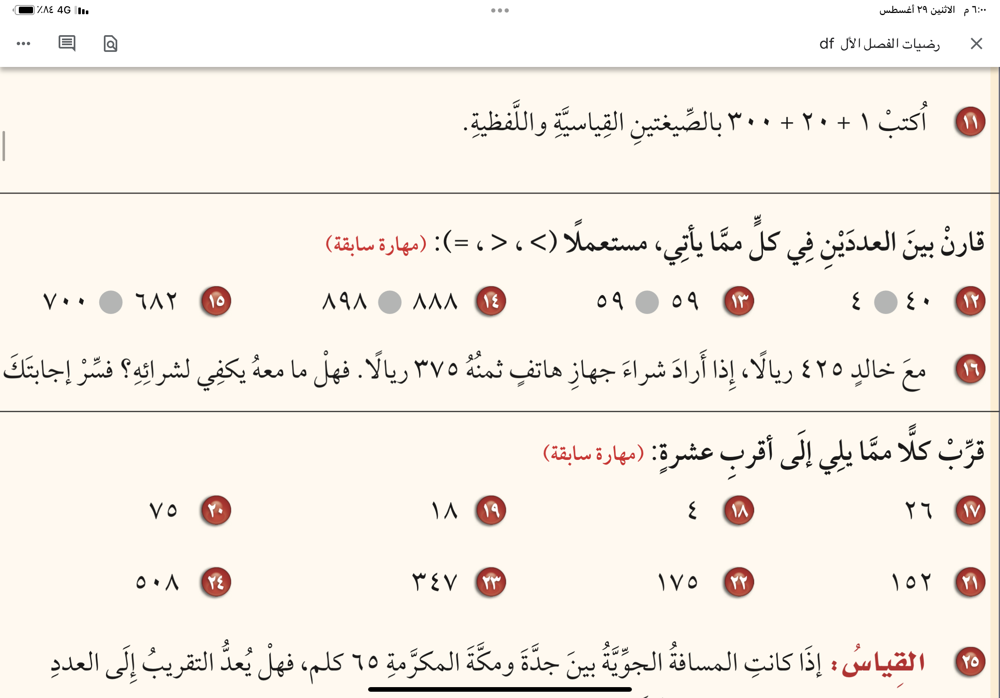 ٦:٠٠ م الاثنين ٢٩ أغسطس ٨٤٪ 4G
رضيات الفصل الأل df
١١ اُكتبْ ١ + ٢٠ + ٣٠٠ بالصِّيغتينِ القِياسيَّةِ واللَّفظيةِ.
قارنْ بينَ العددَيْنِ فِي كلٍّ ممَّا يأتِي، مستعملًا (> ، < ، =): (مهارة سابقة)
١٢ ٤٠ ● ٤ ١٣ ٥٩ ● ٥٩ ١٤ ٨٨٨ ● ٨٩٨ ١٥ ٦٨٢ ● ٧٠٠
١٦ معَ خالدٍ ٤٢٥ ريالًا، إِذا أَرادَ شراءَ جهازِ هاتفٍ ثمنُهُ ٣٧٥ ريالًا. فهلْ ما معهُ يكفِي لشرائِهِ؟ فسِّرْ إجابتَكَ
قرِّبْ كلًّا ممَّا يلِي إلَى أقربِ عشرةٍ: (مهارة سابقة)
١٧ ٢٦ ١٨ ٤ ١٩ ١٨ ٢٠ ٧٥
٢١ ١٥٢ ٢٢ ١٧٥ ٢٣ ٣٤٧ ٢٤ ٥٠٨
٢٥ القِياسُ: إذَا كانتِ المسافةُ الجوِّيَّةُ بينَ جدَّةَ ومكَّةَ المكرَّمةِ ٦٥ كلم، فهلْ يُعدُّ التقريبُ إلَى العددِ